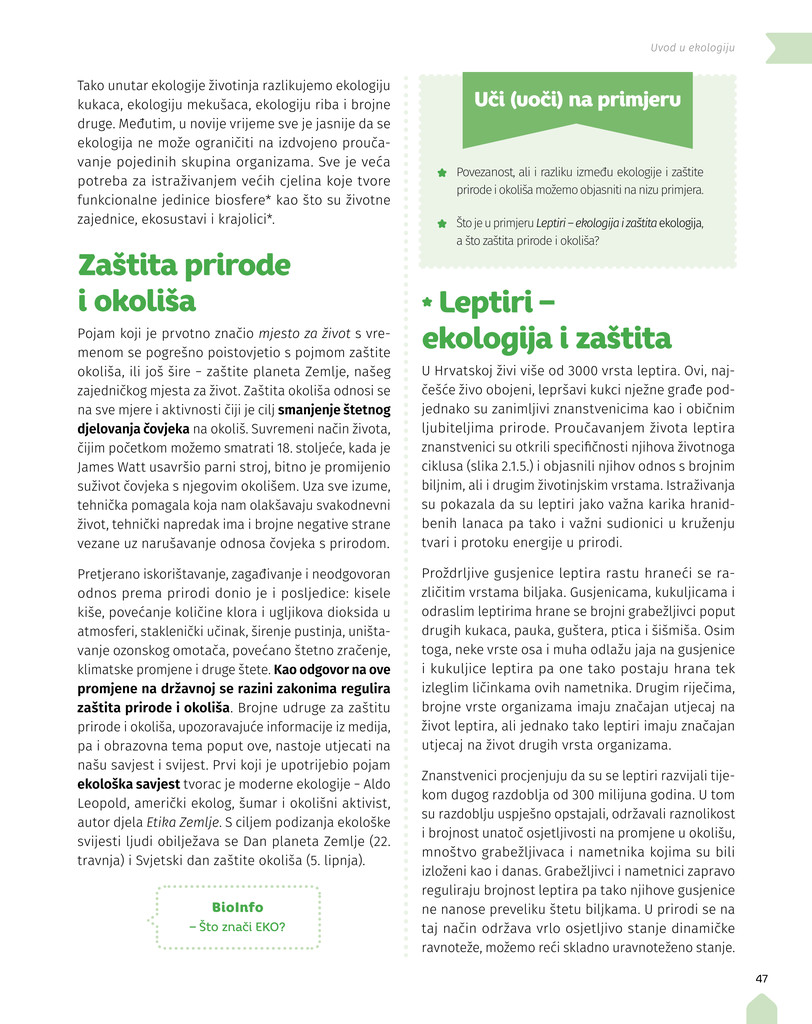 Uvod u ekologiju
Tako unutar ekologije životinja razlikujemo ekologiju
kukaca, ekologiju mekušaca, ekologiju riba i brojne
druge. Međutim, u novije vrijeme sve je jasnije da se
ekologija ne može ograničiti na izdvojeno prouča-
vanje pojedinih skupina organizama. Sve je veća
potreba za istraživanjem većih cjelina koje tvore
funkcionalne jedinice biosfere* kao što su životne
zajednice, ekosustavi i krajolici*.
Zaštita prirode
i okoliša
Pojam koji je prvotno značio mjesto za život s vre-
menom se pogrešno poistovjetio s pojmom zaštite
okoliša, ili još šire – zaštite planeta Zemlje, našeg
zajedničkog mjesta za život. Zaštita okoliša odnosi se
na sve mjere i aktivnosti čiji je cilj smanjenje štetnog
djelovanja čovjeka na okoliš. Suvremeni način života,
čijim početkom možemo smatrati 18. stoljeće, kada je
James Watt usavršio parni stroj, bitno je promijenio
suživot čovjeka s njegovim okolišem. Uza sve izume,
tehnička pomagala koja nam olakšavaju svakodnevni
život, tehnički napredak ima i brojne negative strane
vezane uz narušavanje odnosa čovjeka s prirodom.
Pretjerano iskorištavanje, zagađivanje i neodgovoran
odnos prema prirodi donio je i posljedice: kisele
kiše, povećanje količine klora i ugljikova dioksida u
atmosferi, staklenički učinak, širenje pustinja, uništa-
vanje ozonskog omotača, povećano štetno zračenje,
klimatske promjene i druge štete. Kao odgovor na ove
promjene na državnoj se razini zakonima regulira
zaštita prirode i okoliša. Brojne udruge za zaštitu
prirode i okoliša, upozoravajuće informacije iz medija,
pa i obrazovna tema poput ove, nastoje utjecati na
našu savjest i svijest. Prvi koji je upotrijebio pojam
ekološka savjest tvorac je moderne ekologije – Aldo
Leopold, američki ekolog, šumar i okolišni aktivist,
autor djela Etika Zemlje. S ciljem podizanja ekološke
svijesti ljudi obilježava se Dan planeta Zemlje (22.
travnja) i Svjetski dan zaštite okoliša (5. lipnja).
BioInfo
– Što znači EKO?
Uči (uoči) na primjeru
Povezanost, ali i razliku između ekologije i zaštite
prirode i okoliša možemo objasniti na nizu primjera.
Što je u primjeru Leptiri – ekologija i zaštita ekologija,
a što zaštita prirode i okoliša?
* Leptiri –
ekologija i zaštita
U Hrvatskoj živi više od 3000 vrsta leptira. Ovi, naj-
češće živo obojeni, lepršavi kukci nježne građe pod-
jednako su zanimljivi znanstvenicima kao i običnim
ljubiteljima prirode. Proučavanjem života leptira
znanstvenici su otkrili specifičnosti njihova životnoga
ciklusa (slika 2.1.5.) i objasnili njihov odnos s brojnim
biljnim, ali i drugim životinjskim vrstama. Istraživanja
su pokazala da su leptiri jako važna karika hranid-
benih lanaca pa tako i važni sudionici u kruženju
tvari i protoku energije u prirodi.
Proždrljive gusjenice leptira rastu hraneći se ra-
zličitim vrstama biljaka. Gusjenicama, kukuljicama i
odraslim leptirima hrane se brojni grabežljivci poput
drugih kukaca, pauka, guštera, ptica i šišmiša. Osim
toga, neke vrste osa i muha odlažu jaja na gusjenice
i kukuljice leptira pa one tako postaju hrana tek
izleglim ličinkama ovih nametnika. Drugim riječima,
brojne vrste organizama imaju značajan utjecaj na
život leptira, ali jednako tako leptiri imaju značajan
utjecaj na život drugih vrsta organizama.
Znanstvenici procjenjuju da su se leptiri razvijali tije-
kom dugog razdoblja od 300 milijuna godina. U tom
su razdoblju uspješno opstajali, održavali raznolikost
i brojnost unatoč osjetljivosti na promjene u okolišu,
mnoštvo grabežljivaca i nametnika kojima su bili
izloženi kao i danas. Grabežljivci i nametnici zapravo
reguliraju brojnost leptira pa tako njihove gusjenice
ne nanose preveliku štetu biljkama. U prirodi se na
taj način održava vrlo osjetljivo stanje dinamičke
ravnoteže, možemo reći skladno uravnoteženo stanje.
47